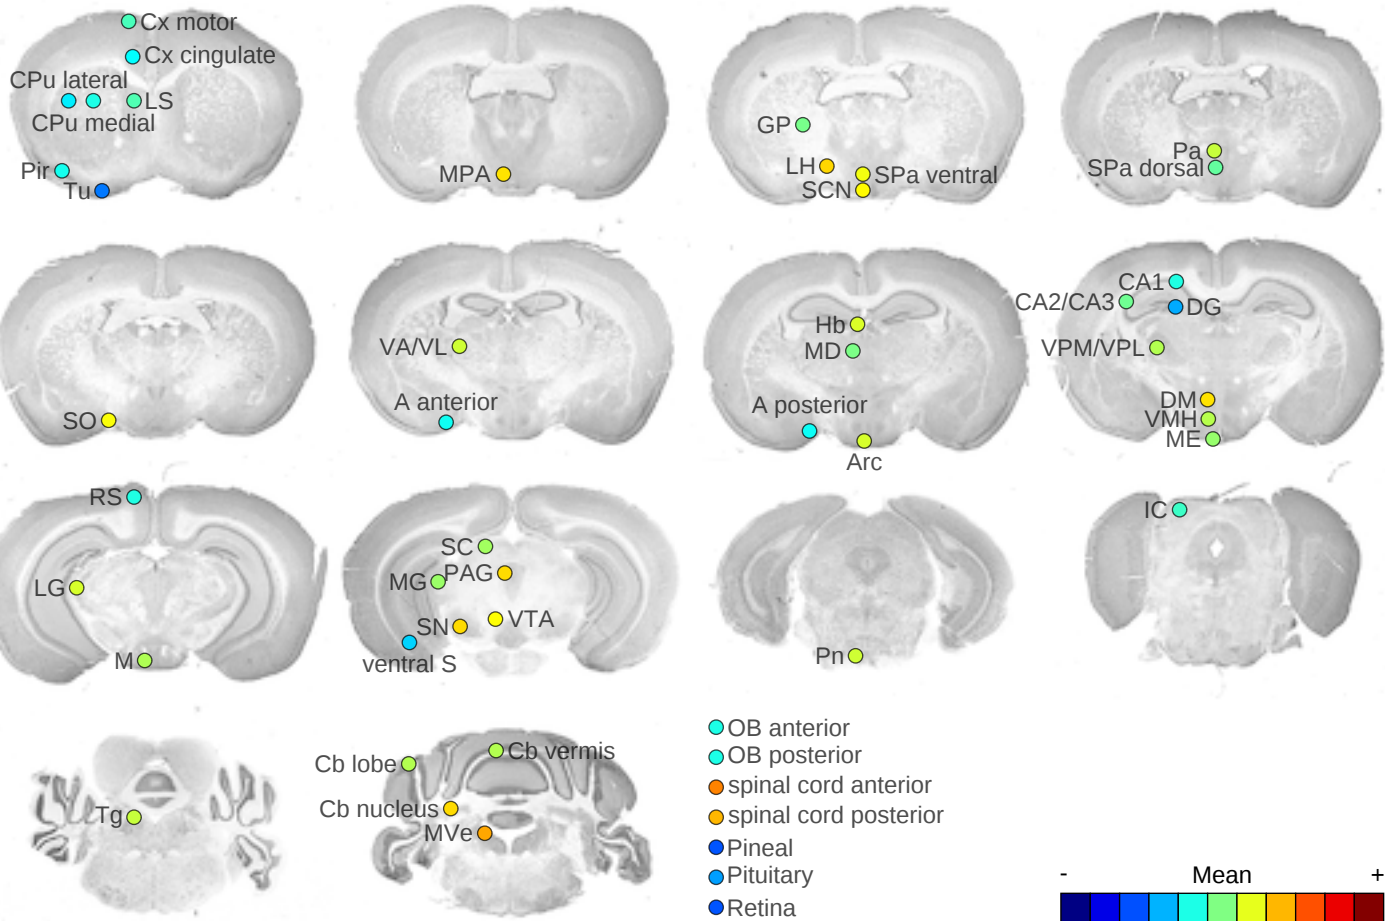 Cx motor
Cx cingulate
CPu lateral
LS
CPu medial
Pir
Tu
MPA
GP
LH
SPa ventral
SCN
Pa
SPa dorsal
SO
VA/VL
A anterior
Hb
MD
A posterior
Arc
CA1
CA2/CA3
DG
VPM/VPL
DM
VMH
ME
RS
LG
M
SC
MG
PAG
SN
VTA
ventral S
Pn
IC
Tg
Cb lobe
Cb vermis
Cb nucleus
MVe
OB anterior
OB posterior
spinal cord anterior
spinal cord posterior
Pineal
Pituitary
Retina
- Mean +